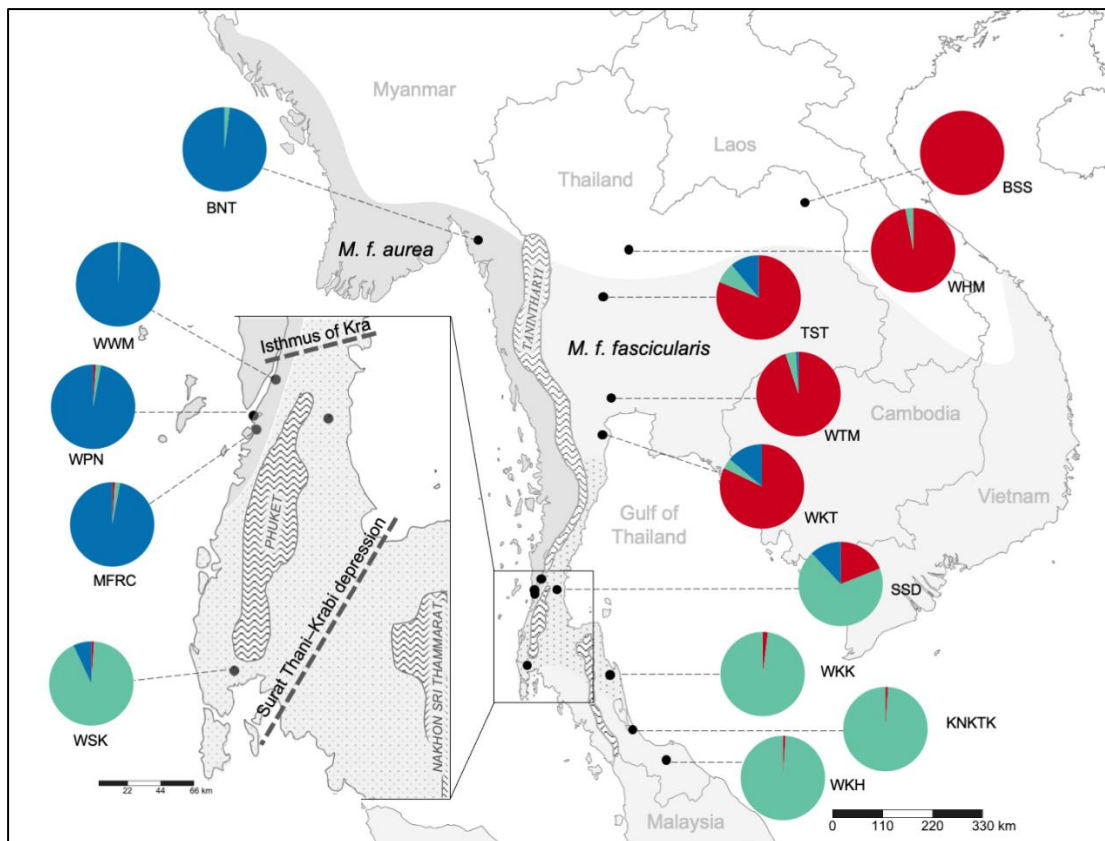 Myanmar
Laos
Thailand
BNT
BSS
M. f. aurea
WHM
TANINTHARYI
TST
WWM
Isthmus of Kra
M. f. fascicularis
WPN
WTM
Cambodia
PHUKET
WKT
Vietnam
Gulf of
Thailand
MFRC
Surat Thani–Krabi depression
SSD
NAKHON SRI THAMMARAT
WKK
WSK
KNKTK
WKH
22 44 66 km
Malaysia
0 110 220 330 km